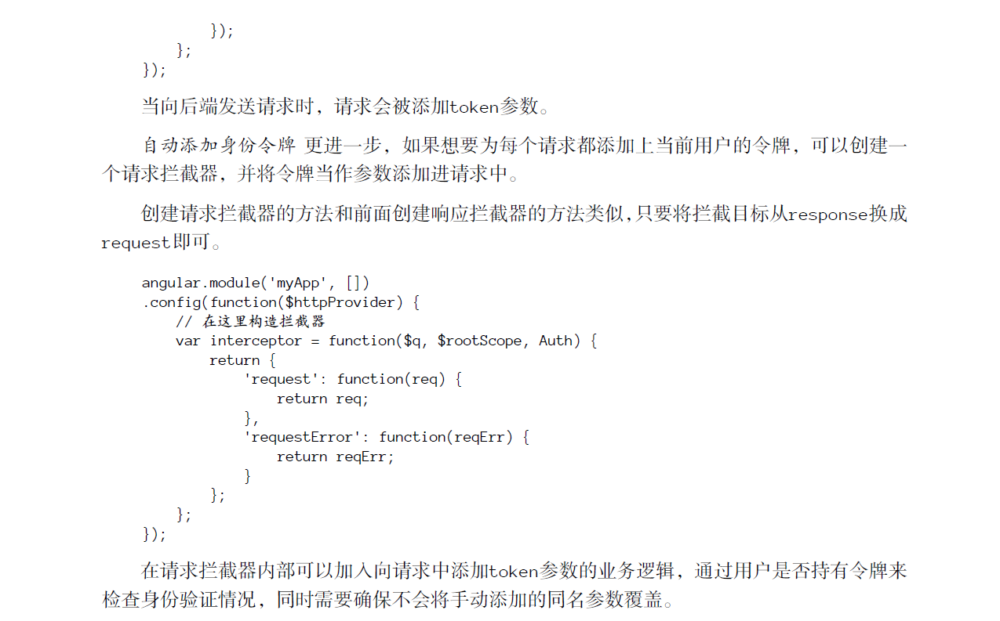 });
    };
});
当向后端发送请求时，请求会被添加token参数。
自动添加身份令牌 更进一步，如果想要为每个请求都添加上当前用户的令牌，可以创建一
个请求拦截器，并将令牌当作参数添加进请求中。
创建请求拦截器的方法和前面创建响应拦截器的方法类似，只要将拦截目标从response换成
request即可。
angular.module('myApp', [])
.config(function($httpProvider) {
    // 在这里构造拦截器
    var interceptor = function($q, $rootScope, Auth) {
        return {
            'request': function(req) {
                return req;
            },
            'requestError': function(reqErr) {
                return reqErr;
            }
        };
    };
});
在请求拦截器内部可以加入向请求中添加token参数的业务逻辑，通过用户是否持有令牌来
检查身份验证情况，同时需要确保不会将手动添加的同名参数覆盖。